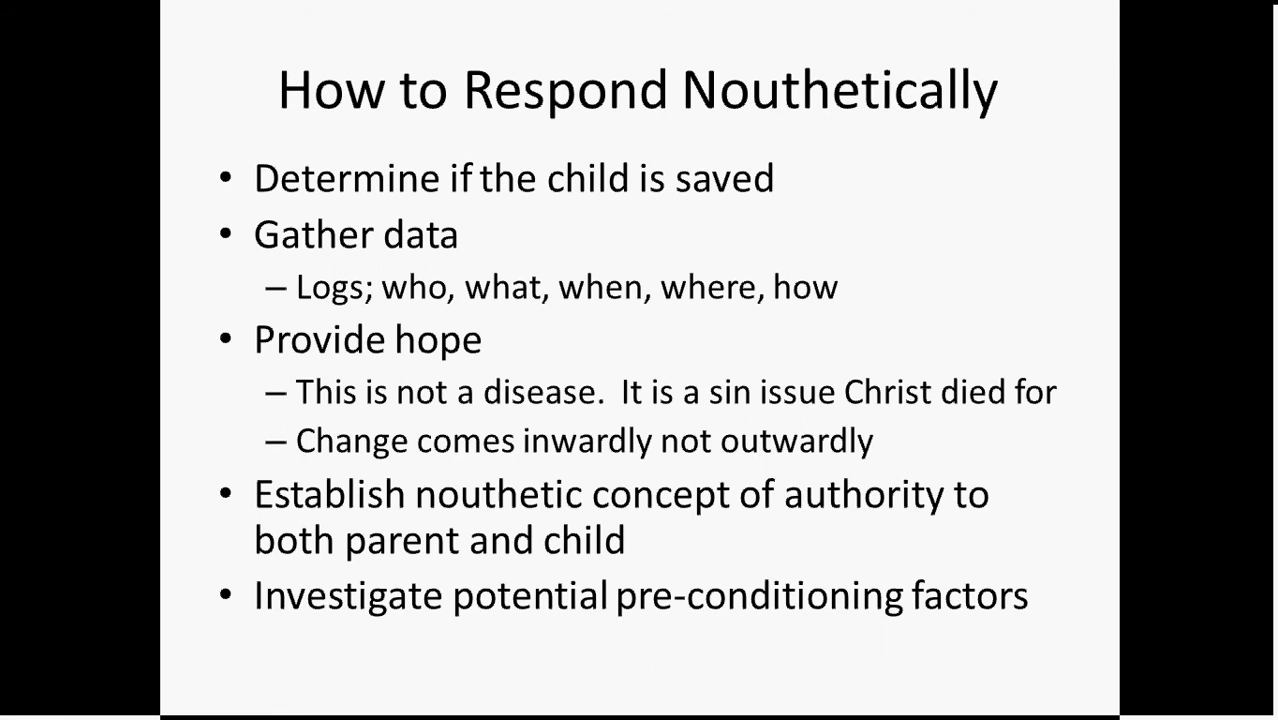 How to Respond Nouthetically
• Determine if the child is saved
• Gather data
– Logs; who, what, when, where, how
• Provide hope
– This is not a disease. It is a sin issue Christ died for
– Change comes inwardly not outwardly
• Establish nouthetic concept of authority to
both parent and child
• Investigate potential pre-conditioning factors